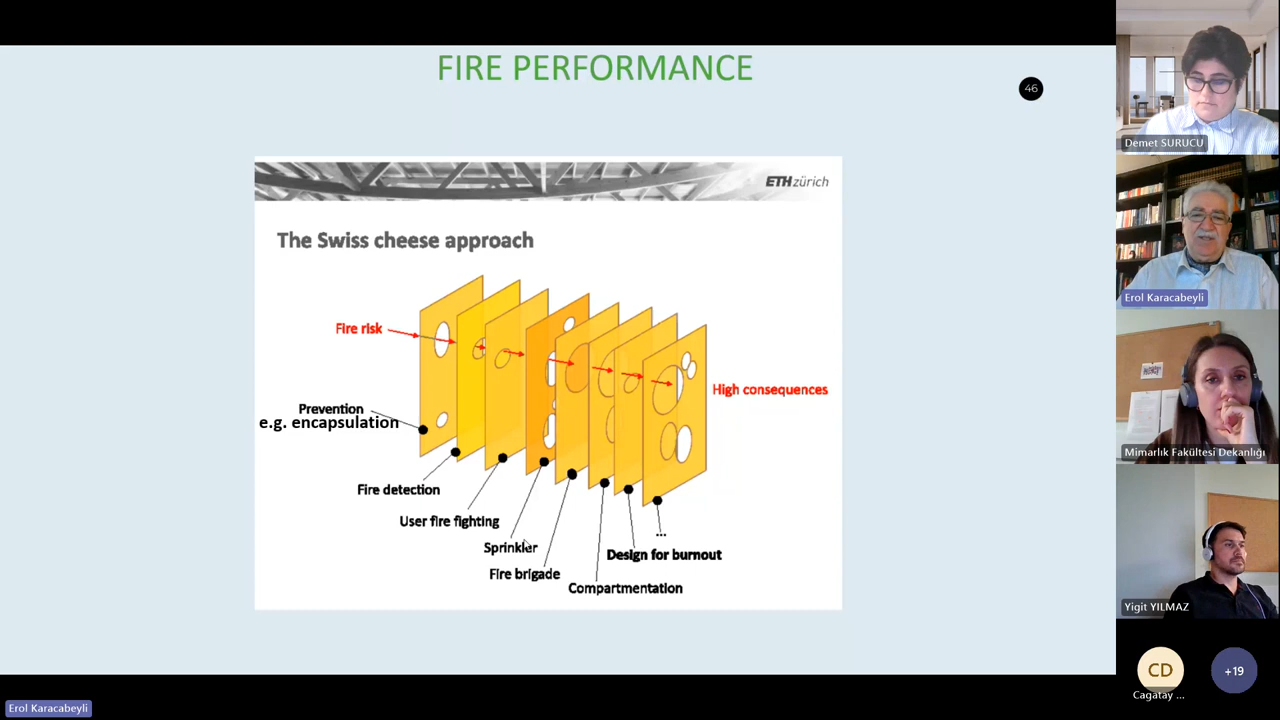 FIRE PERFORMANCE
46
ETH zürich
The Swiss cheese approach
Fire risk
High consequences
Prevention
e.g. encapsulation
Fire detection
User fire fighting
Sprinkler
Fire brigade
Compartmentation
Design for burnout
...
Demet SURUCU
Erol Karacabeyli
Mimarlık Fakültesi Dekanlığı
Yigit YILMAZ
CD
Cagatay ...
+19
Erol Karacabeyli